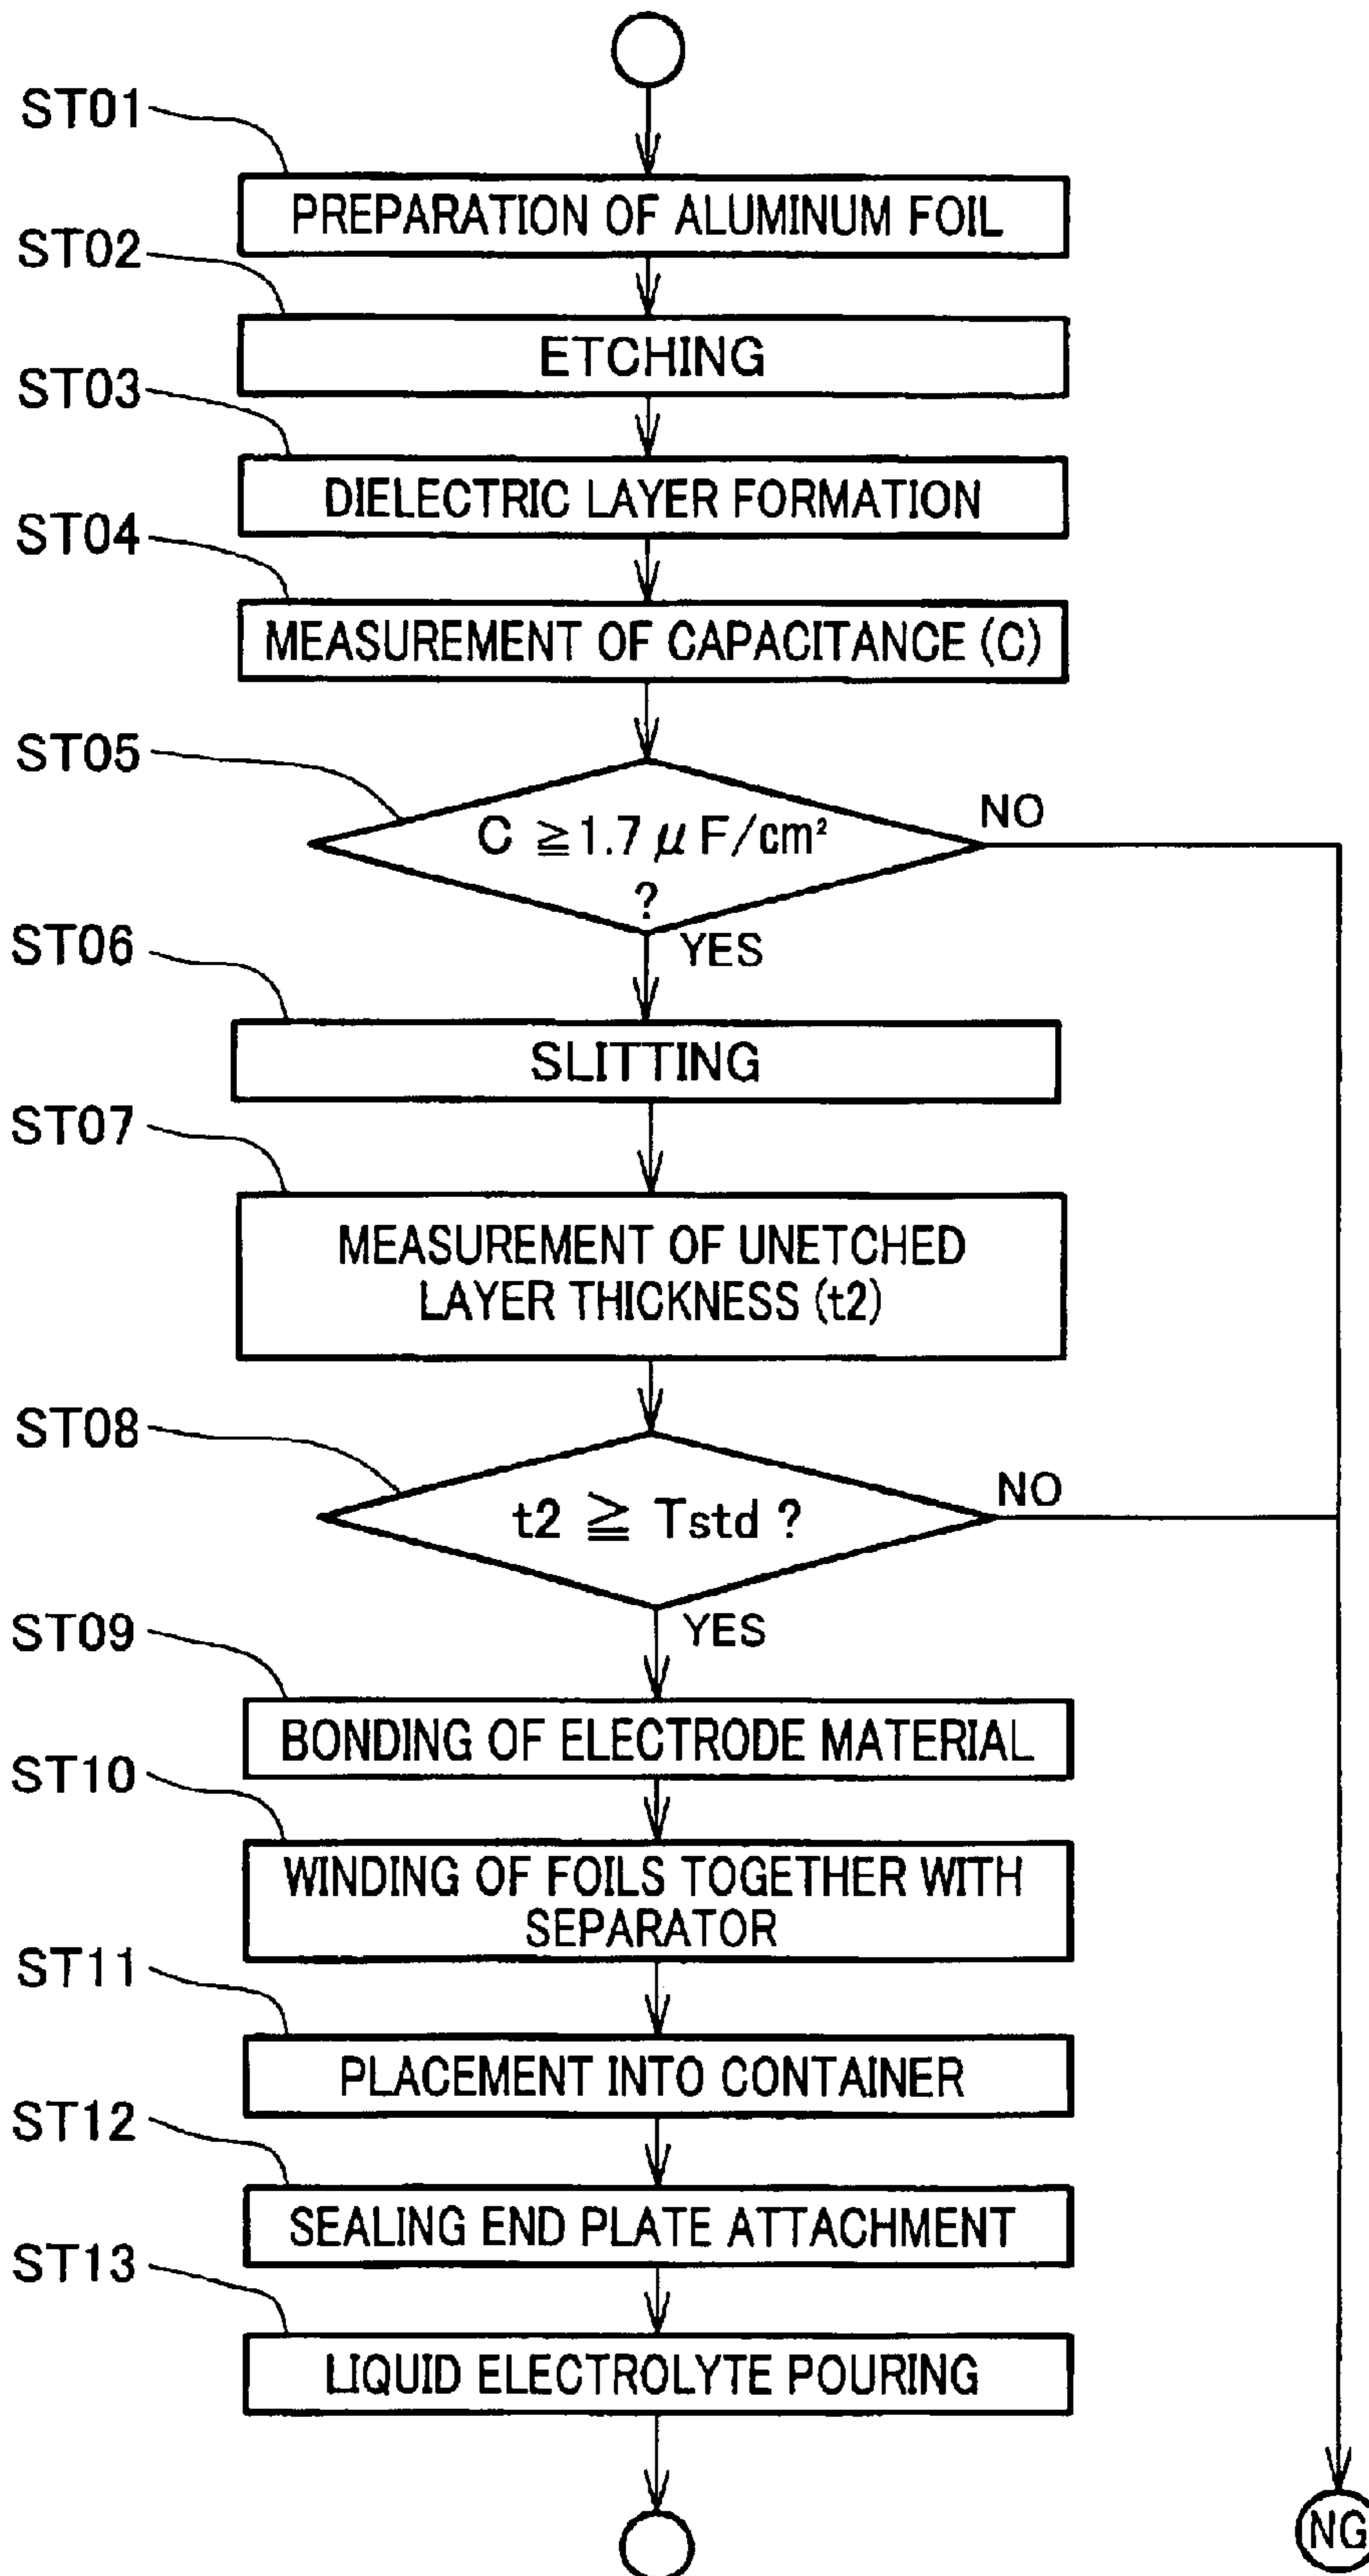 ST01
PREPARATION OF ALUMINUM FOIL
ST02
ETCHING
ST03
DIELECTRIC LAYER FORMATION
ST04
MEASUREMENT OF CAPACITANCE (C)
ST05
C ≧ 1.7 μF/cm²
?
NO
YES
ST06
SLITTING
ST07
MEASUREMENT OF UNETCHED
LAYER THICKNESS (t2)
ST08
t2 ≧ Tstd ?
NO
YES
ST09
BONDING OF ELECTRODE MATERIAL
ST10
WINDING OF FOILS TOGETHER WITH
SEPARATOR
ST11
PLACEMENT INTO CONTAINER
ST12
SEALING END PLATE ATTACHMENT
ST13
LIQUID ELECTROLYTE POURING
NG